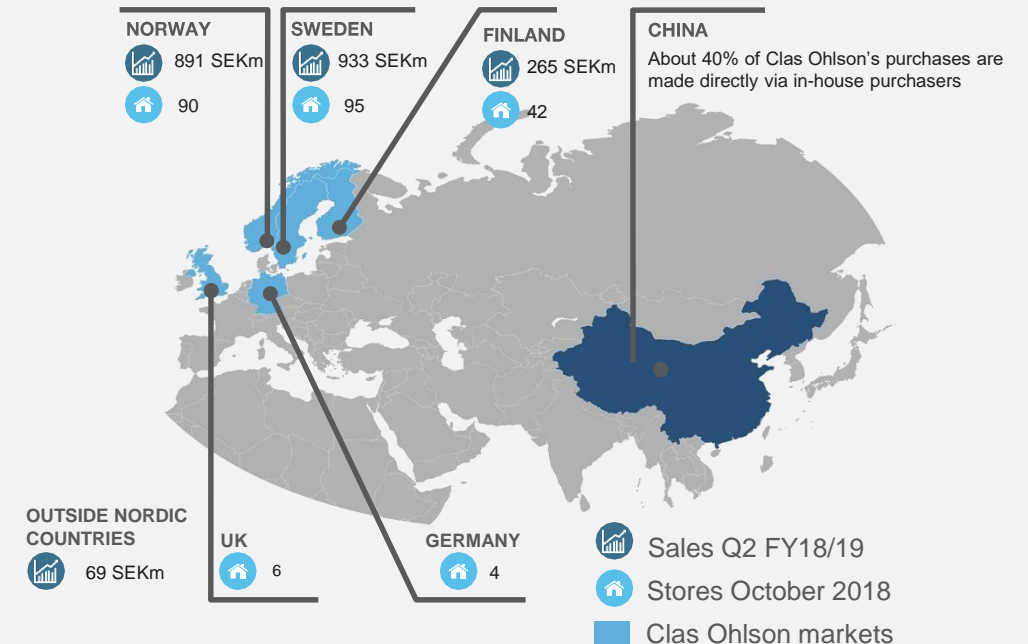 NORWAY
891 SEKm
90
SWEDEN
933 SEKm
95
FINLAND
265 SEKm
42
CHINA
About 40% of Clas Ohlson's purchases are
made directly via in-house purchasers
OUTSIDE NORDIC
COUNTRIES
69 SEKm
UK
6
GERMANY
4
Sales Q2 FY18/19
Stores October 2018
Clas Ohlson markets